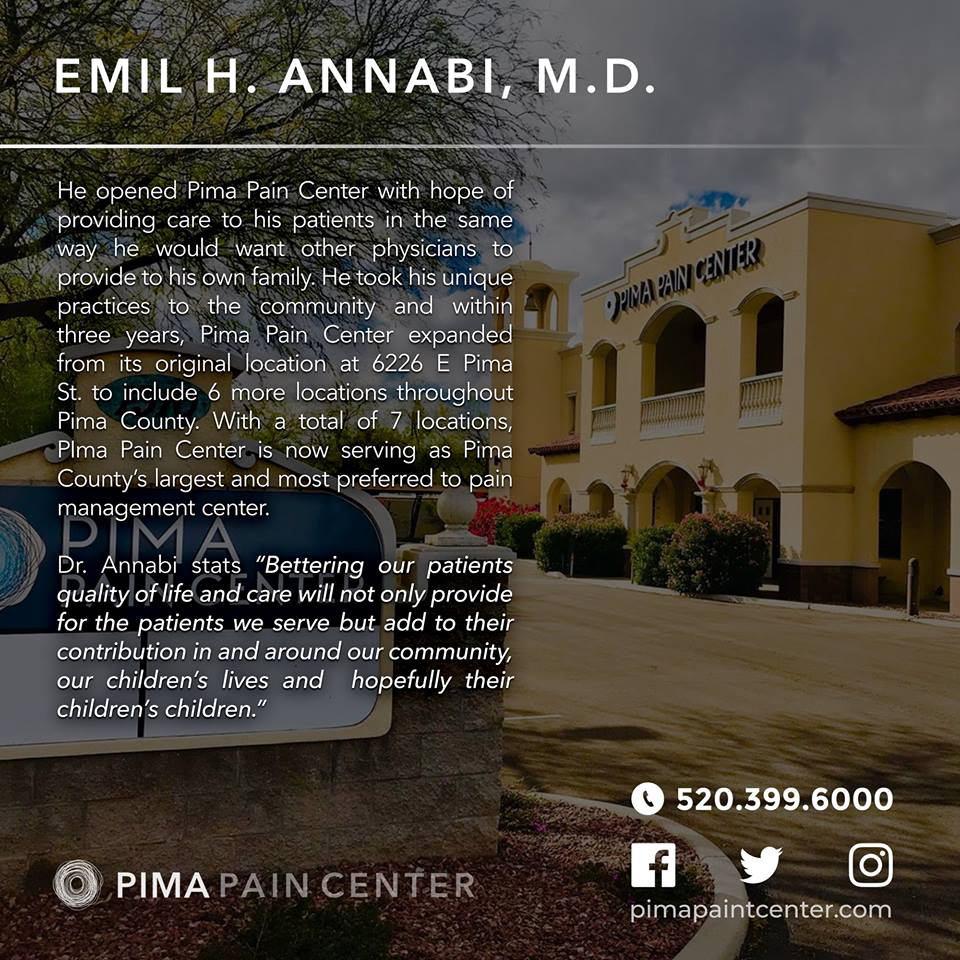 EMIL H. ANNABI, M.D.
He opened Pima Pain Center with hope of
providing care to his patients in the same
way he would want other physicians to
provide to his own family. He took his unique
practices to the community and within
three years, Pima Pain Center expanded
from its original location at 6226 E Pima
St. to include 6 more locations throughout
Pima County. With a total of 7 locations,
PIma Pain Center is now serving as Pima
County's largest and most preferred to pain
management center.
Dr. Annabi stats "Bettering our patients
quality of life and care will not only provide
for the patients we serve but add to their
contribution in and around our community,
our children's lives and hopefully their
children's children."
PIMA PAIN CENTER
PIMA
PAIN CENTER
520.399.6000
pimapaintcenter.com
PIMA PAIN CENTER